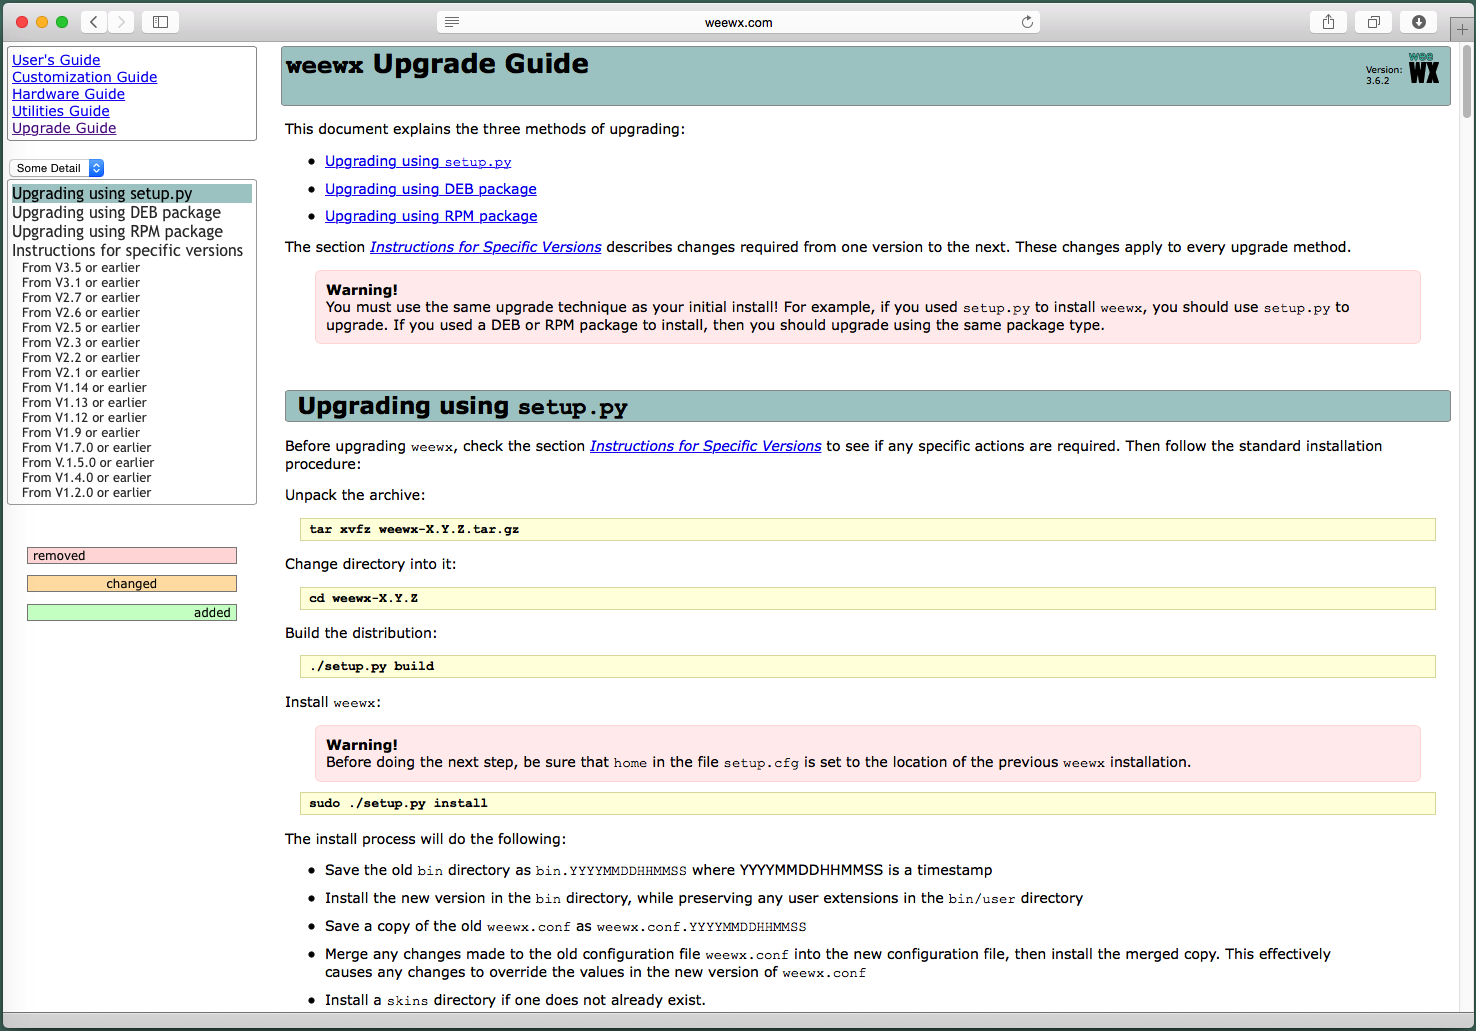 weewx.com
User's Guide
Customization Guide
Hardware Guide
Utilities Guide
Upgrade Guide
Some Detail
Upgrading using setup.py
Upgrading using DEB package
Upgrading using RPM package
Instructions for specific versions
From V3.5 or earlier
From V3.1 or earlier
From V2.7 or earlier
From V2.6 or earlier
From V2.5 or earlier
From V2.3 or earlier
From V2.2 or earlier
From V2.1 or earlier
From V1.14 or earlier
From V1.13 or earlier
From V1.12 or earlier
From V1.9 or earlier
From V1.7.0 or earlier
From V.1.5.0 or earlier
From V1.4.0 or earlier
From V1.2.0 or earlier
removed
changed
added
weewx Upgrade Guide
Version:
3.6.2
wee
WX
This document explains the three methods of upgrading:
• Upgrading using setup.py
• Upgrading using DEB package
• Upgrading using RPM package
The section Instructions for Specific Versions describes changes required from one version to the next. These changes apply to every upgrade method.
Warning!
You must use the same upgrade technique as your initial install! For example, if you used setup.py to install weewx, you should use setup.py to
upgrade. If you used a DEB or RPM package to install, then you should upgrade using the same package type.
Upgrading using setup.py
Before upgrading weewx, check the section Instructions for Specific Versions to see if any specific actions are required. Then follow the standard installation
procedure:
Unpack the archive:
tar xvfz weewx-X.Y.Z.tar.gz
Change directory into it:
cd weewx-X.Y.Z
Build the distribution:
./setup.py build
Install weewx:
Warning!
Before doing the next step, be sure that home in the file setup.cfg is set to the location of the previous weewx installation.
sudo ./setup.py install
The install process will do the following:
• Save the old bin directory as bin.YYYYMMDDHHMMSS where YYYYMMDDHHMMSS is a timestamp
• Install the new version in the bin directory, while preserving any user extensions in the bin/user directory
• Save a copy of the old weewx.conf as weewx.conf.YYYYMMDDHHMMSS
• Merge any changes made to the old configuration file weewx.conf into the new configuration file, then install the merged copy. This effectively
causes any changes to override the values in the new version of weewx.conf
• Install a skins directory if one does not already exist.